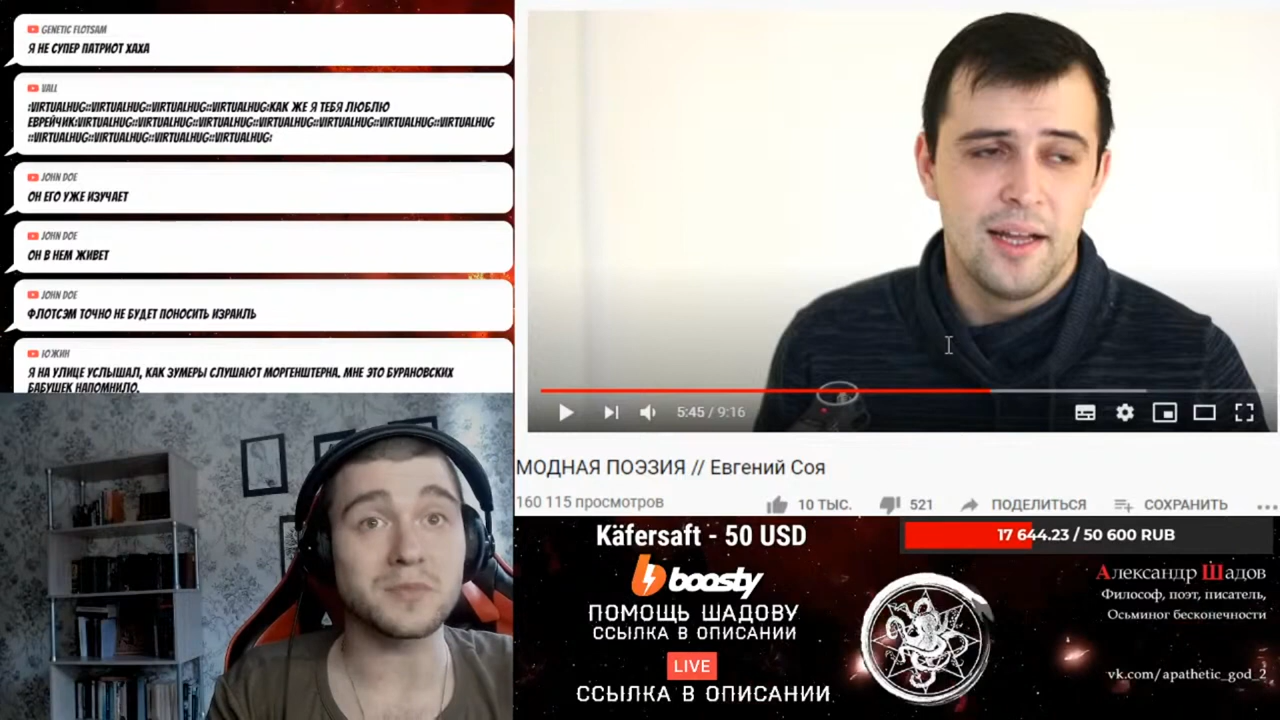 GENETIC FLOTSAM
Я НЕ СУПЕР ПАТРИОТ ХАХА
VALL
:VIRTUALHUG::VIRTUALHUG::VIRTUALHUG::VIRTUALHUG:КАК ЖЕ Я ТЕБЯ ЛЮБЛЮ
ЕВРЕЙЧИК:VIRTUALHUG::VIRTUALHUG::VIRTUALHUG::VIRTUALHUG::VIRTUALHUG::VIRTUALHUG::VIRTUALHUG
::VIRTUALHUG::VIRTUALHUG::VIRTUALHUG::VIRTUALHUG:
JOHN DOE
ОН ЕГО УЖЕ ИЗУЧАЕТ
JOHN DOE
ОН В НЕМ ЖИВЕТ
JOHN DOE
ФЛОТСЭМ ТОЧНО НЕ БУДЕТ ПОНОСИТЬ ИЗРАИЛЬ
ЮЖИН
Я НА УЛИЦЕ УСЛЫШАЛ, КАК ЗУМЕРЫ СЛУШАЮТ МОРГЕНШТЕРНА. МНЕ ЭТО БУРАНОВСКИХ
БАБУШЕК НАПОМНИЛО.
5:45 / 9:16
МОДНАЯ ПОЭЗИЯ // Евгений Соя
160 115 просмотров
10 ТЫС.
521
ПОДЕЛИТЬСЯ
СОХРАНИТЬ
Käfersaft - 50 USD
boosty
ПОМОЩЬ ШАДОВУ
ССЫЛКА В ОПИСАНИИ
LIVE
ССЫЛКА В ОПИСАНИИ
17 644.23 / 50 600 RUB
Александр Шадов
Философ, поэт, писатель,
Осьминог бесконечности
vk.com/apathetic_god_2